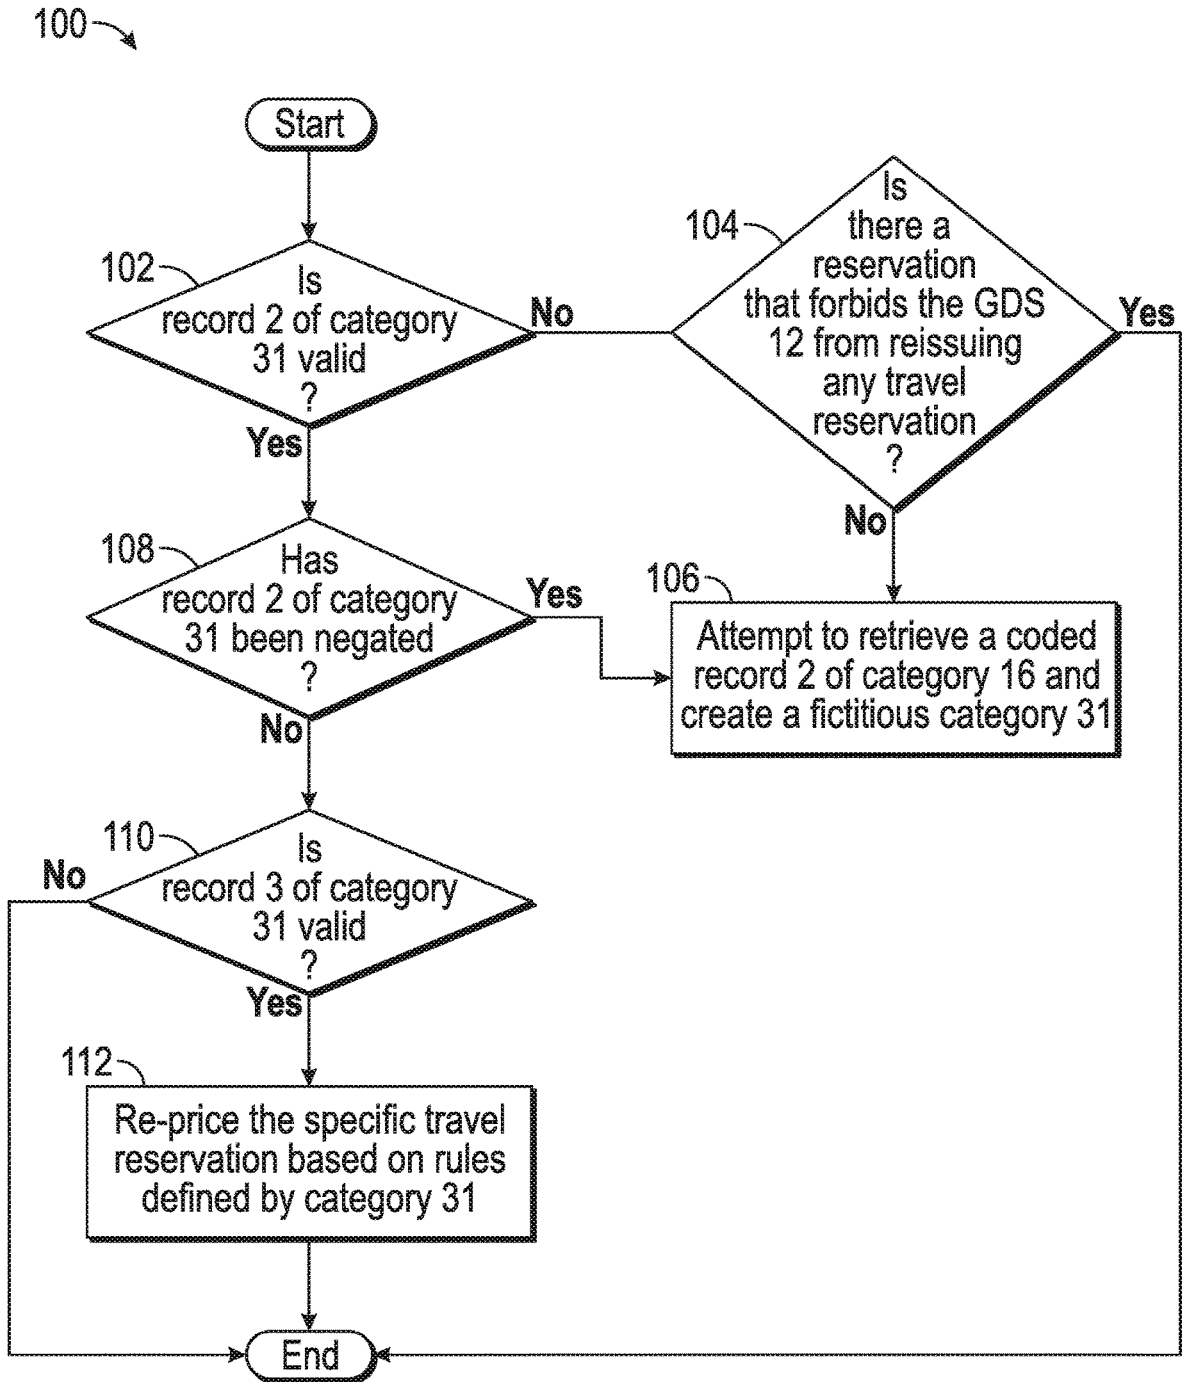 100
Start
102
Is
record 2 of category
31 valid
?
No
Yes
104
Is
there a
reservation
that forbids the GDS
12 from reissuing
any travel
reservation
?
Yes
No
108
Has
record 2 of category
31 been negated
?
Yes
No
106
Attempt to retrieve a coded
record 2 of category 16 and
create a fictitious category 31
110
Is
record 3 of category
31 valid
?
No
Yes
112
Re-price the specific travel
reservation based on rules
defined by category 31
End